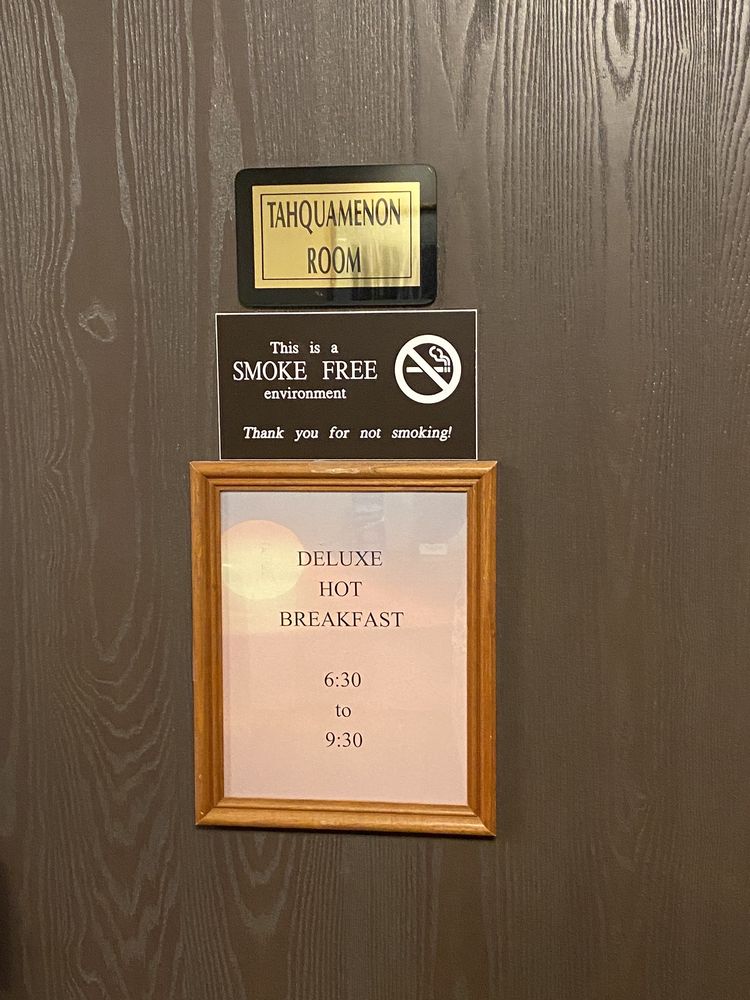 TAHQUAMENON
ROOM
This is a
SMOKE FREE
environment
Thank you for not smoking!
DELUXE
HOT
BREAKFAST
6:30
to
9:30